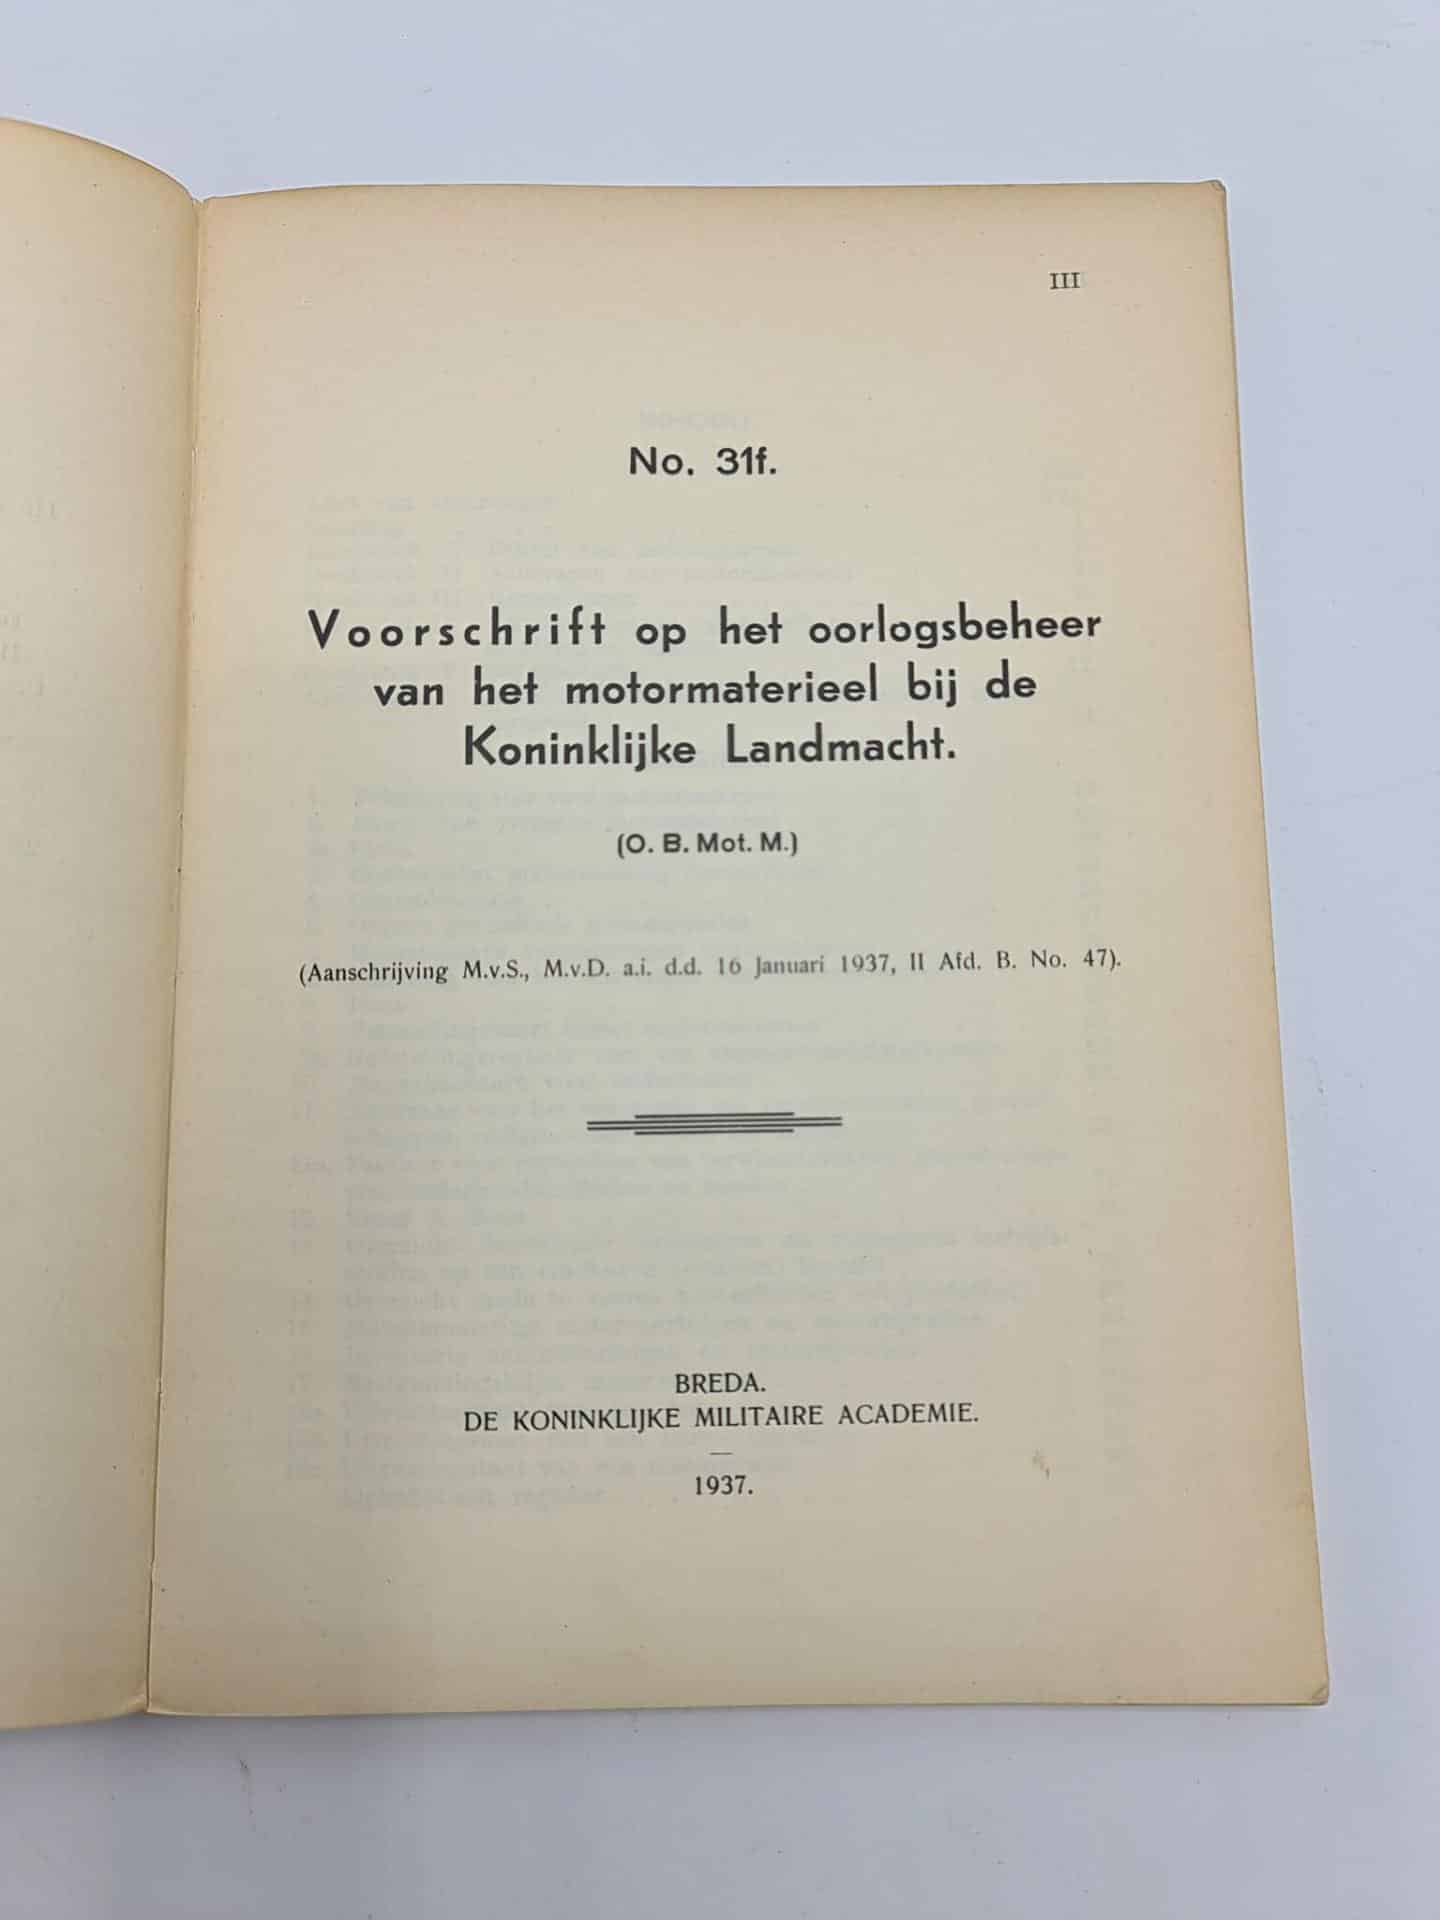 III
No. 31f.
Voorschrift op het oorlogsbeheer
van het motormaterieel bij de
Koninklijke Landmacht.
(O. B. Mot. M.)
(Aanschrijving M.v.S., M.v.D. a.i. d.d. 16 Januari 1937, II Afd. B. No. 47).
BREDA.
DE KONINKLIJKE MILITAIRE ACADEMIE.
1937.